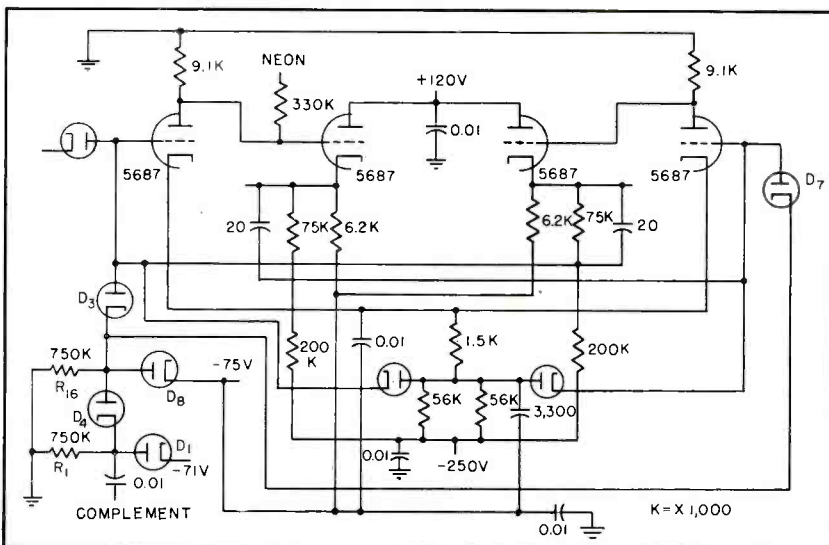 9.1K
NEON
330K
+120V
0.01
9.1K
5687
5687
5687
5687
D7
20
75K
6.2K
6.2K
75K
20
D3
0.01
1.5K
200
K
200K
750K
R16
-75V
D8
D4
56K
56K
3,300
750K
R1
D1
-71V
0.01
-250V
0.01
COMPLEMENT
0.01
K = X 1,000